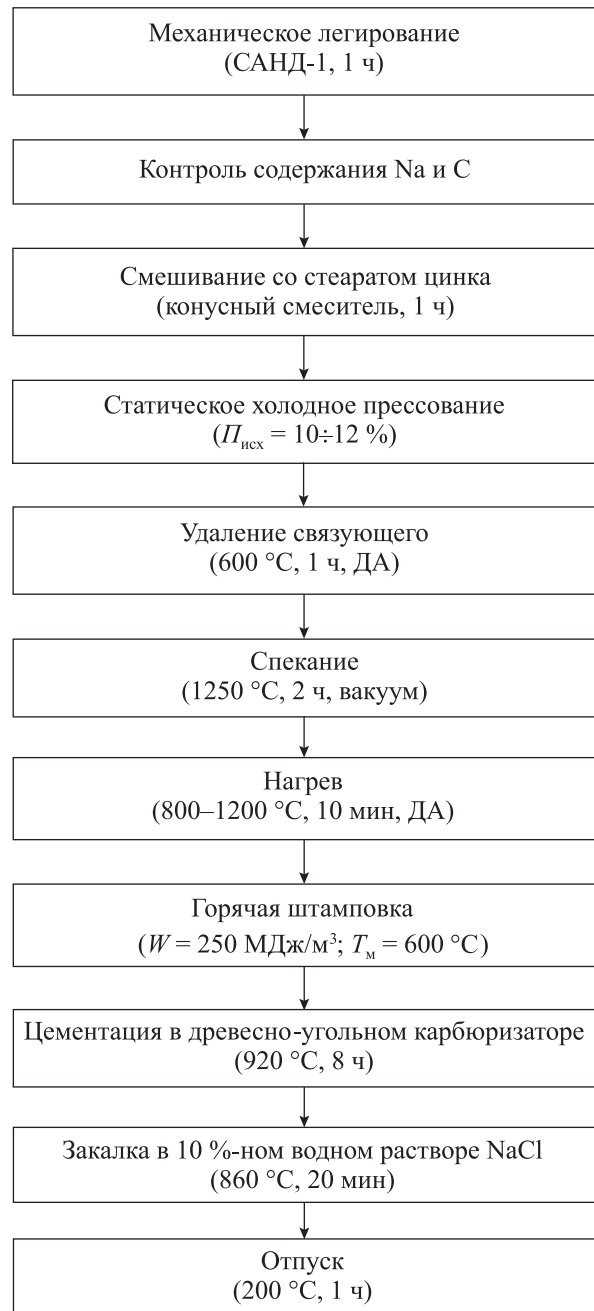 Механическое легирование
(САНД-1, 1 ч)
Контроль содержания Na и C
Смешивание со стеаратом цинка
(конусный смеситель, 1 ч)
Статическое холодное прессование
(Писх = 10÷12 %)
Удаление связующего
(600 °C, 1 ч, ДА)
Спекание
(1250 °C, 2 ч, вакуум)
Нагрев
(800–1200 °C, 10 мин, ДА)
Горячая штамповка
(W = 250 МДж/м³; Tм = 600 °C)
Цементация в древесно-угольном карбюризаторе
(920 °C, 8 ч)
Закалка в 10 %-ном водном растворе NaCl
(860 °C, 20 мин)
Отпуск
(200 °C, 1 ч)